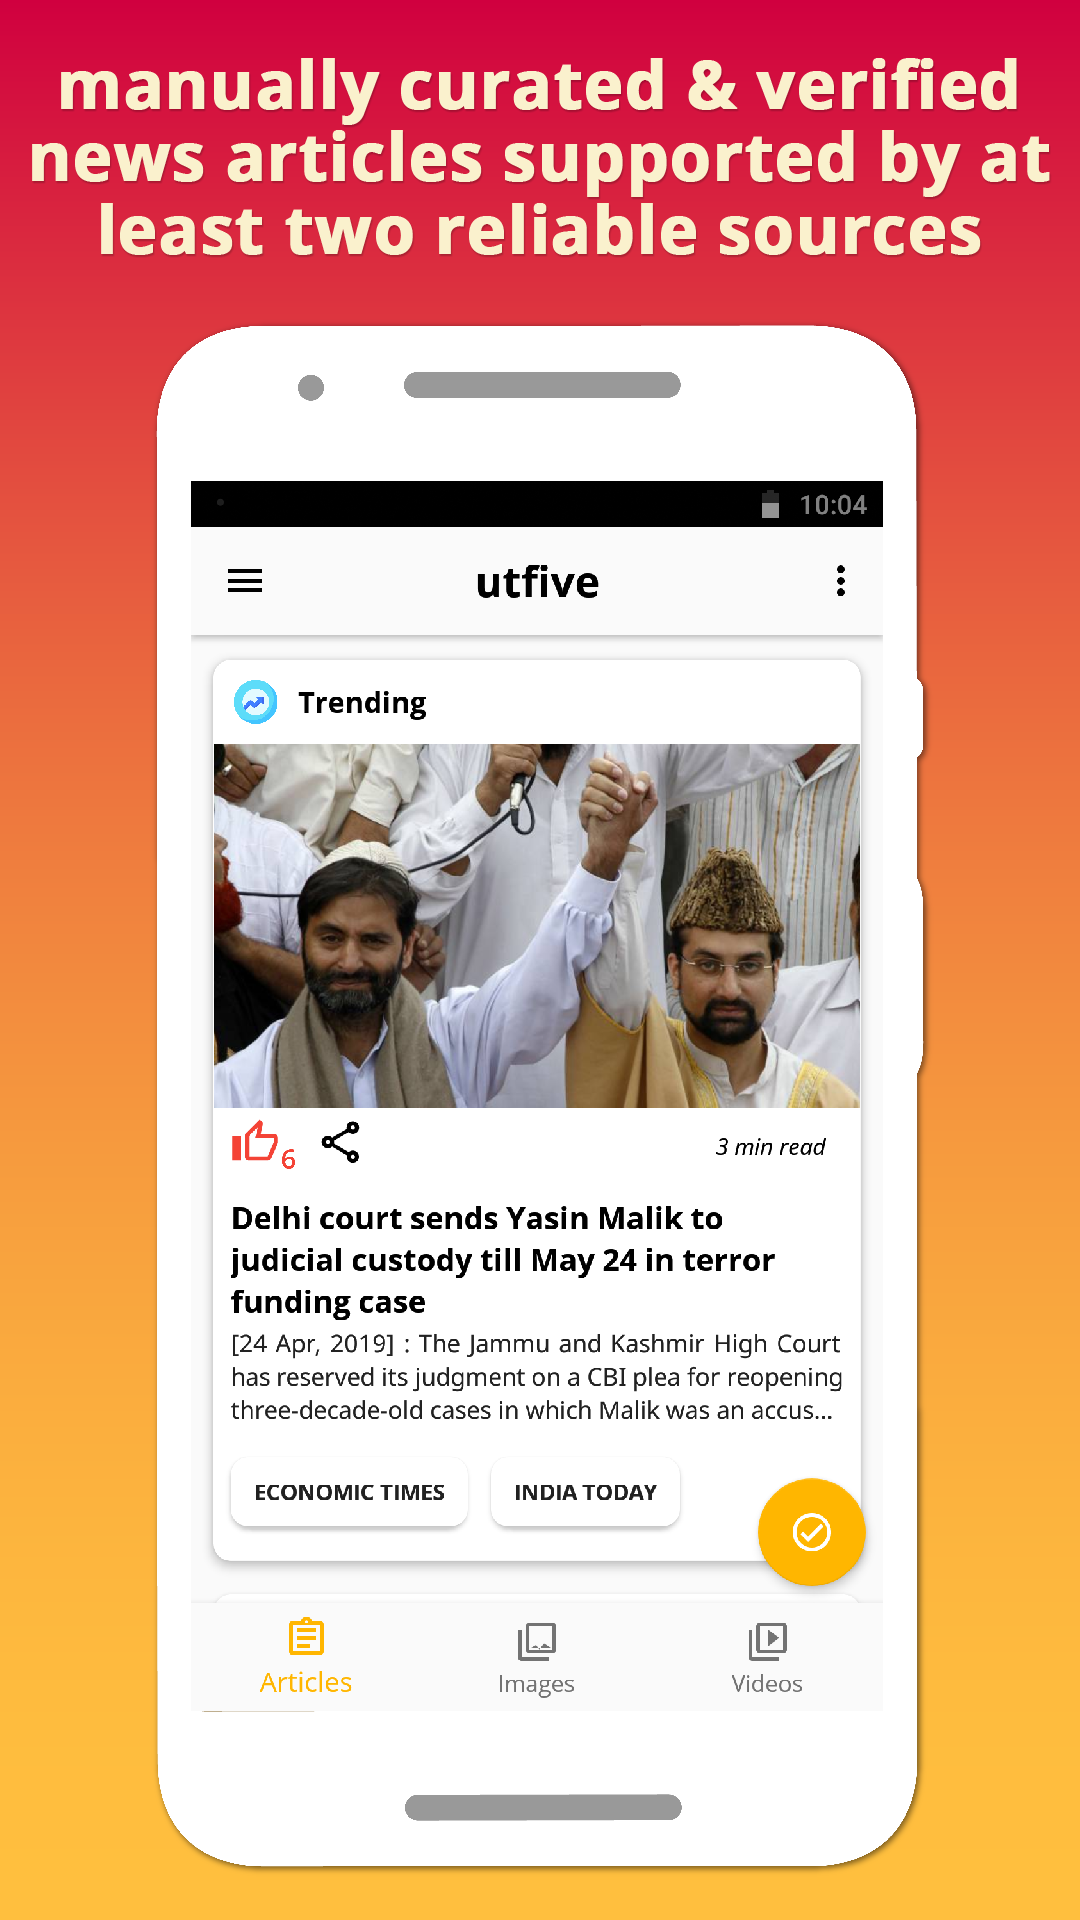 manually curated & verified
news articles supported by at
least two reliable sources
10:04
utfive
Trending
6
3 min read
Delhi court sends Yasin Malik to
judicial custody till May 24 in terror
funding case
[24 Apr, 2019] : The Jammu and Kashmir High Court
has reserved its judgment on a CBI plea for reopening
three-decade-old cases in which Malik was an accus...
ECONOMIC TIMES
INDIA TODAY
Articles
Images
Videos